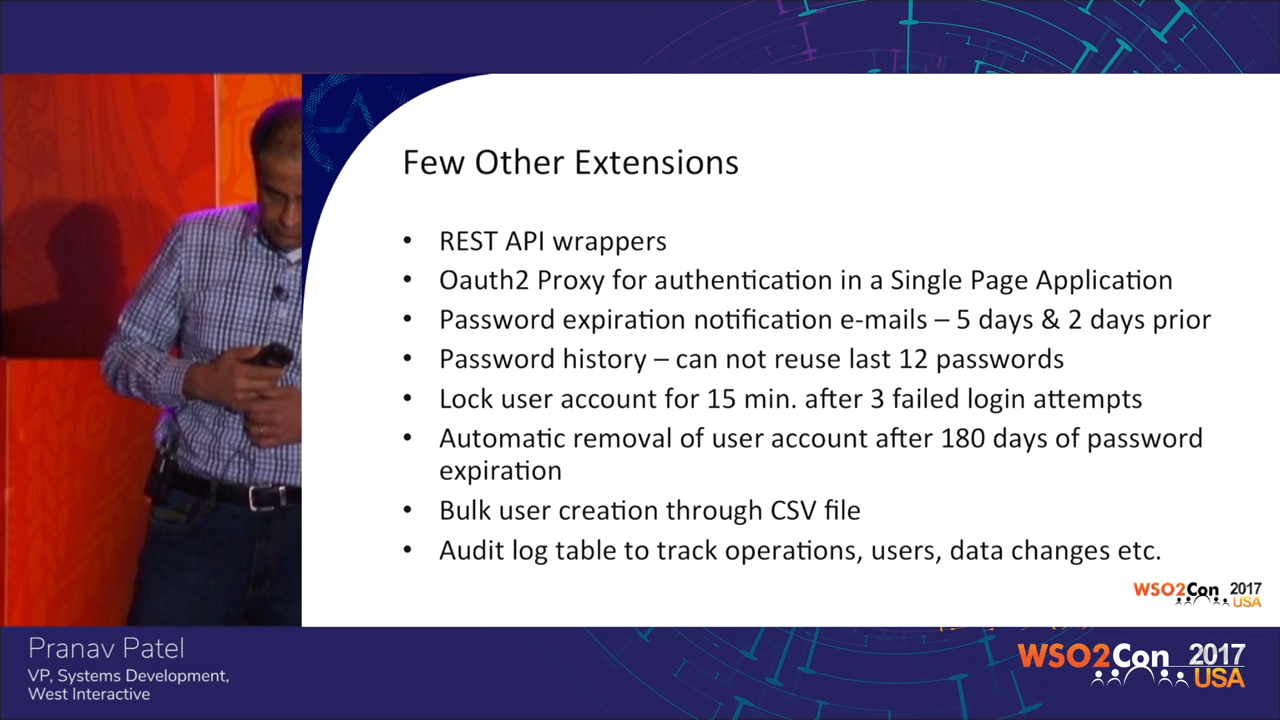 Few Other Extensions
• REST API wrappers
• Oauth2 Proxy for authentication in a Single Page Application
• Password expiration notification e-mails – 5 days & 2 days prior
• Password history – can not reuse last 12 passwords
• Lock user account for 15 min. after 3 failed login attempts
• Automatic removal of user account after 180 days of password
expiration
• Bulk user creation through CSV file
• Audit log table to track operations, users, data changes etc.
WSO2Con 2017
USA
Pranav Patel
VP, Systems Development,
West Interactive
WSO2Con 2017
USA